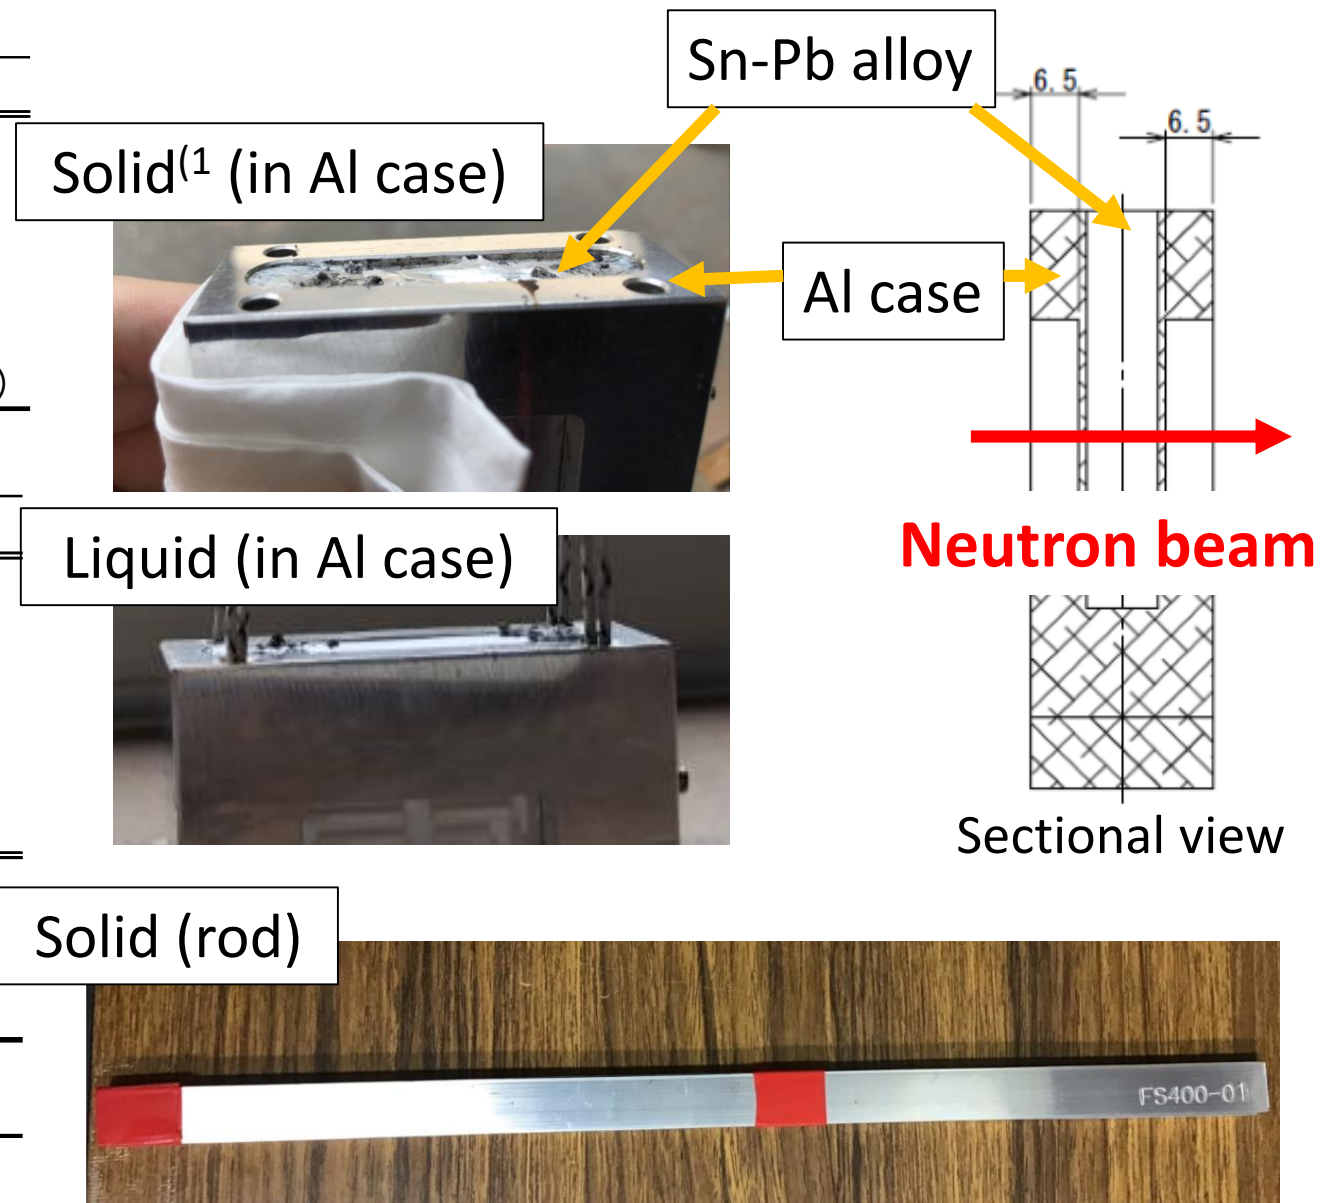 Sn-Pb alloy
6.5
6.5
Solid(1 (in Al case)
Al case
)
Liquid (in Al case)
Neutron beam
Sectional view
Solid (rod)
FS400-01